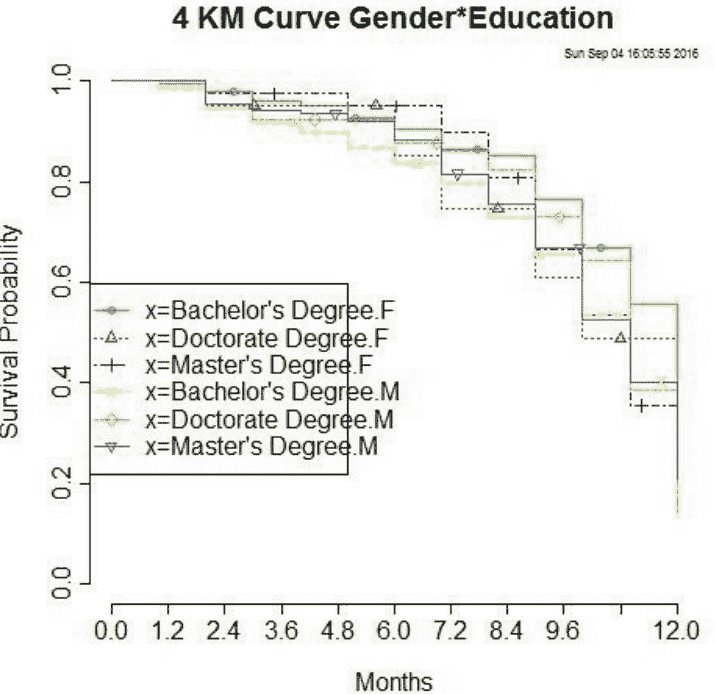 4 KM Curve Gender*Education
Sun Sep 04 16:05:55 2016
Survival Probability
1.0
0.8
0.6
0.4
0.2
0.0
x=Bachelor's Degree.F
x=Doctorate Degree.F
x=Master's Degree.F
x=Bachelor's Degree.M
x=Doctorate Degree.M
x=Master's Degree.M
0.0 1.2 2.4 3.6 4.8 6.0 7.2 8.4 9.6 12.0
Months